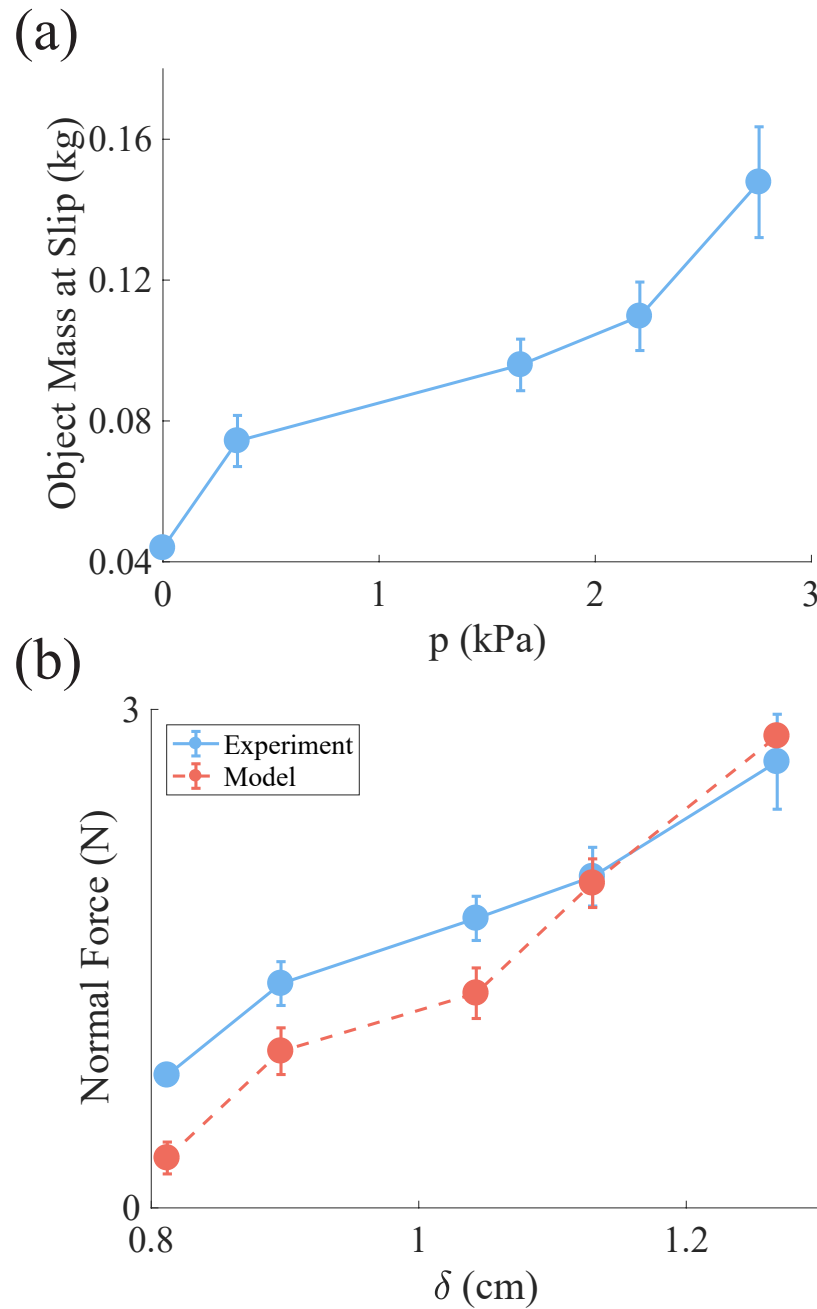 (a)
Object Mass at Slip (kg)
0.16
0.12
0.08
0.04
0 1 2 3
p (kPa)
(b)
Normal Force (N)
3
0
Experiment
Model
0.8 1 1.2
δ (cm)